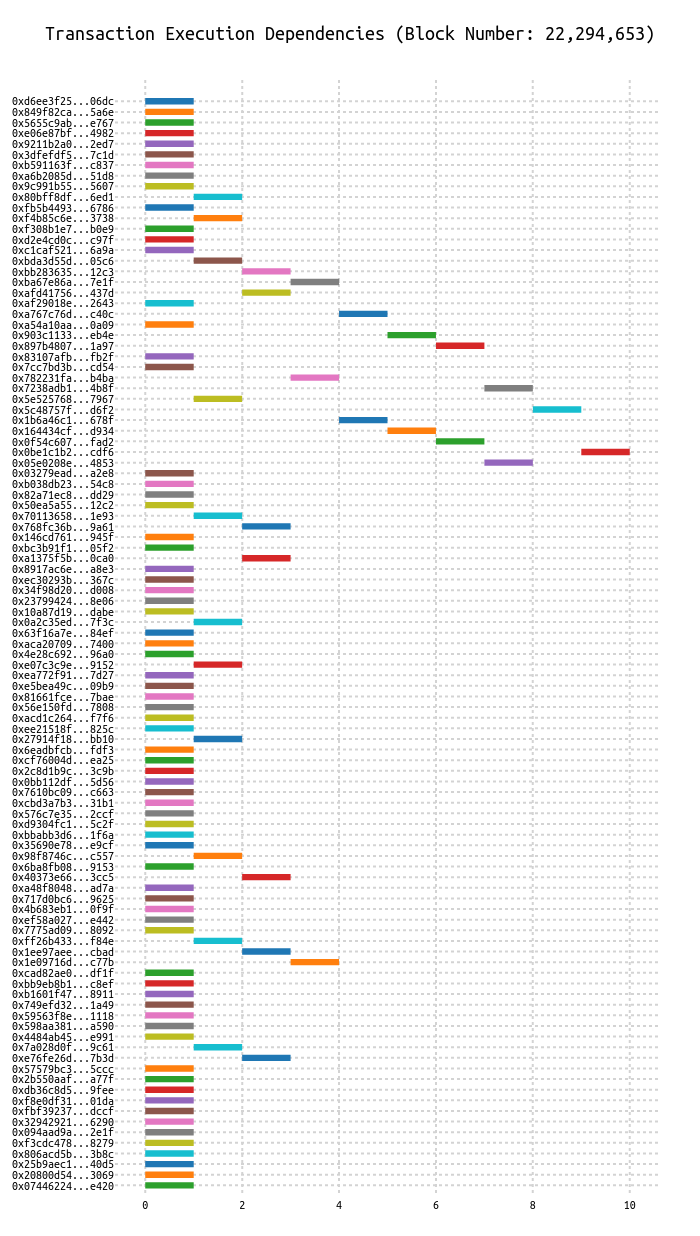 Transaction Execution Dependencies (Block Number: 22,294,653)
0xd6ee3f25...06dc
0x849f82ca...5a6e
0x5655c9ab...e767
0xe06e87bf...4982
0x9211b2a0...2ed7
0x3dfefdf5...7c1d
0xb591163f...c837
0xa6b2085d...51d8
0x9c991b55...5607
0x80bff8df...6ed1
0xfb5b4493...6786
0xf4b85c6e...3738
0xf308b1e7...b0e9
0xd2e4cd0c...c97f
0xc1caf521...6a9a
0xbda3d55d...05c6
0xbb283635...12c3
0xba67e86a...7e1f
0xafd41756...437d
0xaf29018e...2643
0xa767c76d...c40c
0xa54a10aa...0a09
0x903c1133...eb4e
0x897b4807...1a97
0x83107afb...fb2f
0x7cc7bd3b...cd54
0x782231fa...b4ba
0x7238adb1...4b8f
0x5e525768...7967
0x5c48757f...d6f2
0x1b6a46c1...678f
0x164434cf...d934
0x0f54c607...fad2
0x0be1c1b2...cdf6
0x05e0208e...4853
0x03279ead...a2e8
0xb038db23...54c8
0x82a71ec8...dd29
0x50ea5a55...12c2
0x70113658...1e93
0x768fc36b...9a61
0x146cd761...945f
0xbc3b91f1...05f2
0xa1375f5b...0ca0
0x8917ac6e...a8e3
0xec30293b...367c
0x34f98d20...d008
0x23799424...8e06
0x10a87d19...dabe
0x0a2c35ed...7f3c
0x63f16a7e...84ef
0xaca20709...7400
0x4e28c692...96a0
0xe07c3c9e...9152
0xea772f91...7d27
0xe5bea49c...09b9
0x81661fce...7bae
0x56e150fd...7808
0xacd1c264...f7f6
0xee21518f...825c
0x27914f18...bb10
0x6eadbfcb...fdf3
0xcf76004d...ea25
0x2c8d1b9c...3c9b
0x0bb112df...5d56
0x7610bc09...c663
0xcbd3a7b3...31b1
0x576c7e35...2ccf
0xd9304fc1...5c2f
0xbbabb3d6...1f6a
0x35690e78...e9cf
0x98f8746c...c557
0x6ba8fb08...9153
0x40373e66...3cc5
0xa48f8048...ad7a
0x717d0bc6...9625
0x4b683eb1...0f9f
0xef58a027...e442
0x7775ad09...8092
0xff26b433...f84e
0x1ee97aee...cbad
0x1e09716d...c77b
0xcad82ae0...df1f
0xbb9eb8b1...c8ef
0xb1601f47...8911
0x749efd32...1a49
0x59563f8e...1118
0x598aa381...a590
0x4484ab45...e991
0x7a028d0f...9c61
0xe76fe26d...7b3d
0x57579bc3...5ccc
0x2b550aaf...a77f
0xdb36c8d5...9fee
0xf8e0df31...01da
0xfbf39237...dccf
0x32942921...6290
0x094aad9a...2e1f
0xf3cdc478...8279
0x806acd5b...3b8c
0x25b9aec1...40d5
0x20800d54...3069
0x07446224...e420
0 2 4 6 8 10